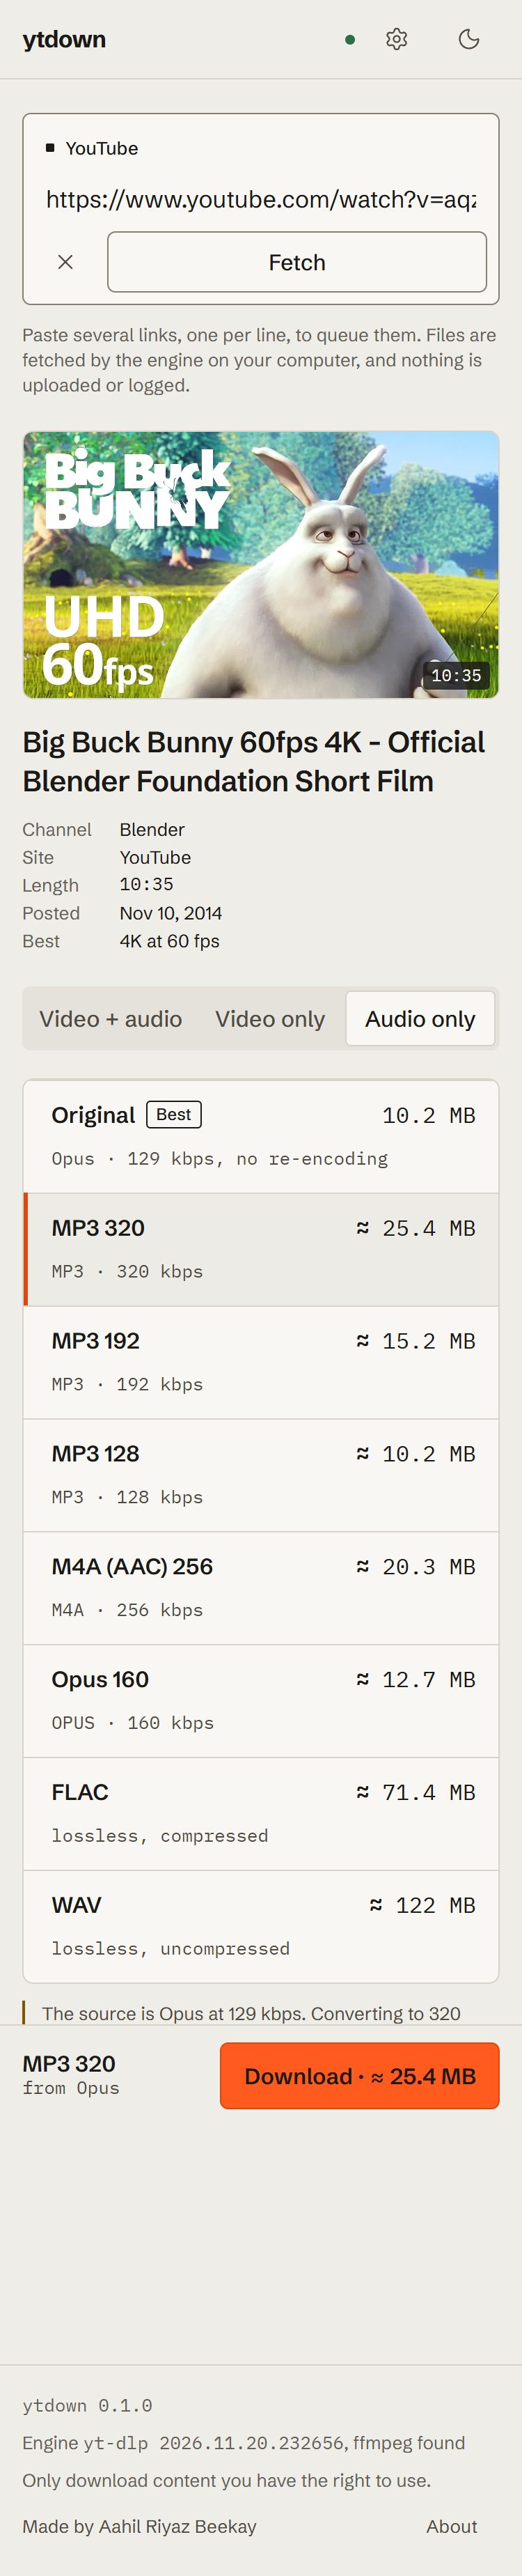 ytdown
YouTube
https://www.youtube.com/watch?v=aqz
Fetch
Paste several links, one per line, to queue them. Files are
fetched by the engine on your computer, and nothing is
uploaded or logged.
Big Buck
BUNNY
UHD
60fps
10:35
Big Buck Bunny 60fps 4K - Official
Blender Foundation Short Film
Channel Blender
Site YouTube
Length 10:35
Posted Nov 10, 2014
Best 4K at 60 fps
Video + audio Video only Audio only
Original Best 10.2 MB
Opus · 129 kbps, no re-encoding
MP3 320 ≈ 25.4 MB
MP3 · 320 kbps
MP3 192 ≈ 15.2 MB
MP3 · 192 kbps
MP3 128 ≈ 10.2 MB
MP3 · 128 kbps
M4A (AAC) 256 ≈ 20.3 MB
M4A · 256 kbps
Opus 160 ≈ 12.7 MB
OPUS · 160 kbps
FLAC ≈ 71.4 MB
lossless, compressed
WAV ≈ 122 MB
lossless, uncompressed
The source is Opus at 129 kbps. Converting to 320
MP3 320 Download · ≈ 25.4 MB
from Opus
ytdown 0.1.0
Engine yt-dlp 2026.11.20.232656, ffmpeg found
Only download content you have the right to use.
Made by Aahil Riyaz Beekay About